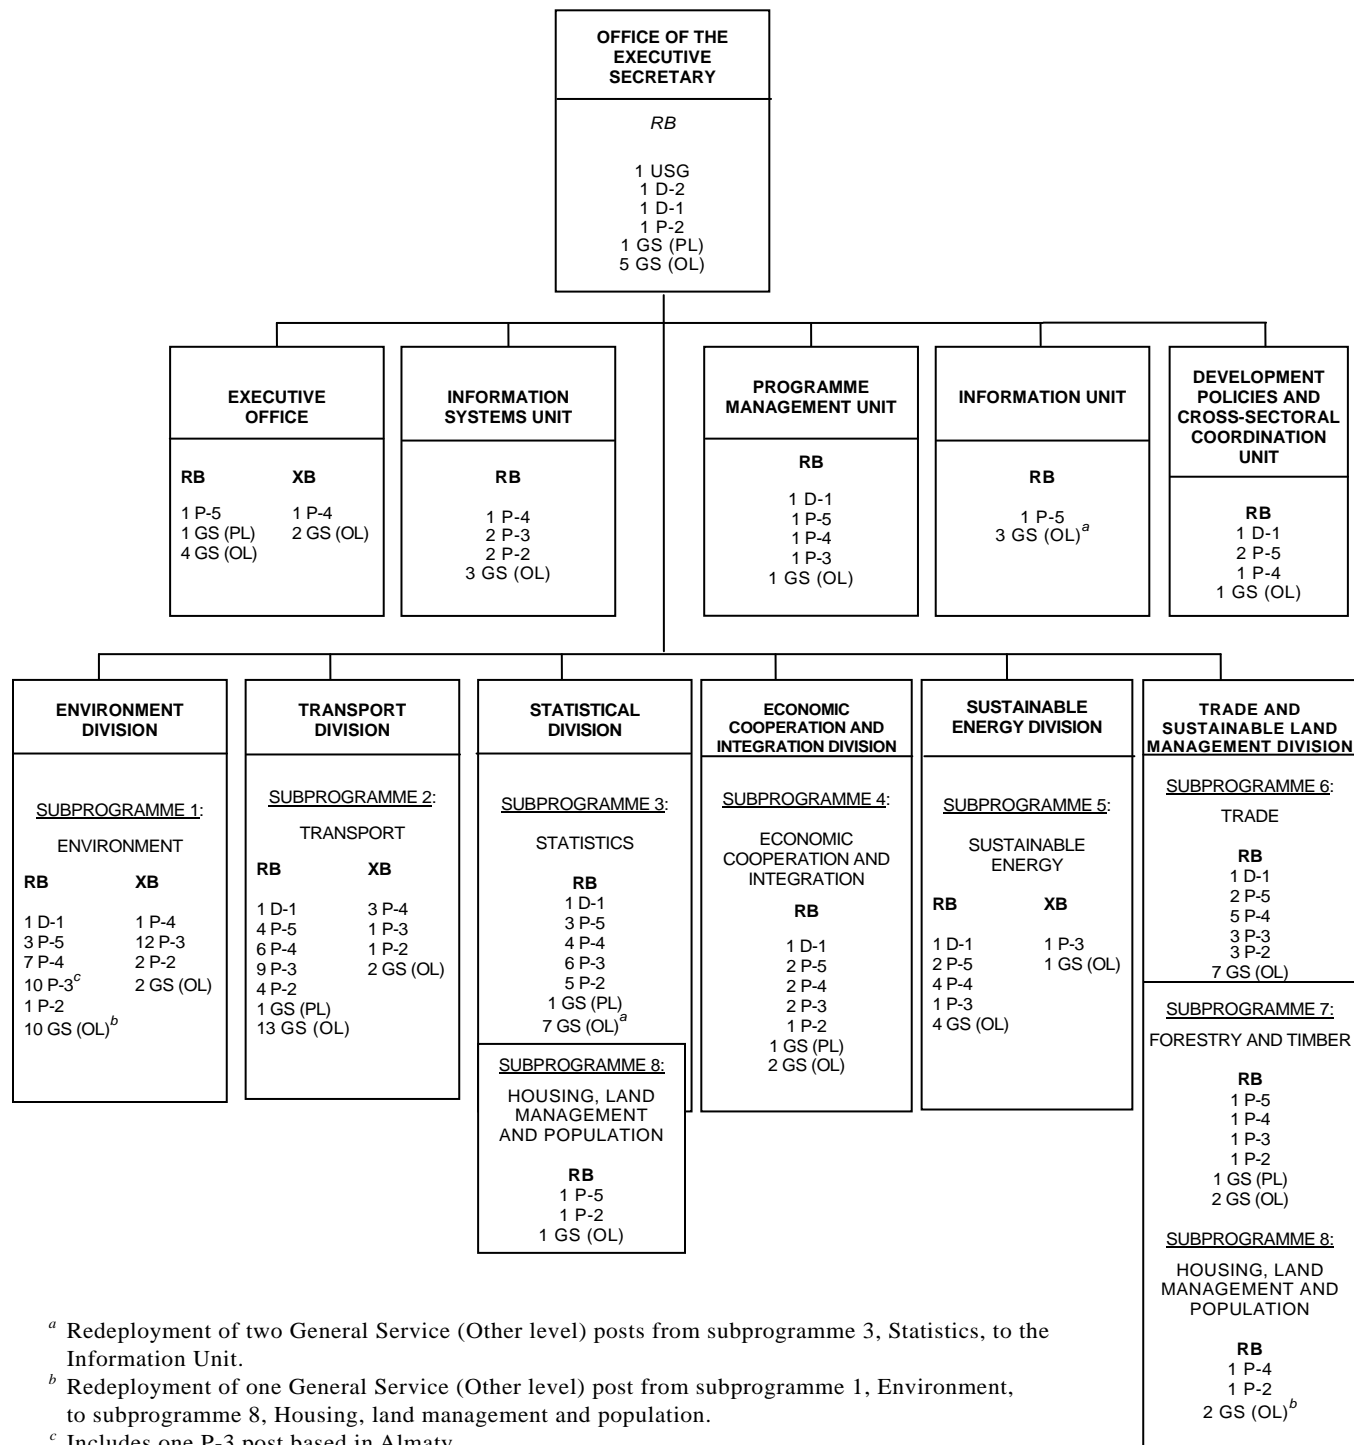 OFFICE OF THE
EXECUTIVE
SECRETARY
RB
1 USG
1 D-2
1 D-1
1 P-2
1 GS (PL)
5 GS (OL)
EXECUTIVE
OFFICE
RB XB
1 P-5 1 P-4
1 GS (PL) 2 GS (OL)
4 GS (OL)
INFORMATION
SYSTEMS UNIT
RB
1 P-4
2 P-3
2 P-2
3 GS (OL)
PROGRAMME
MANAGEMENT UNIT
RB
1 D-1
1 P-5
1 P-4
1 P-3
1 GS (OL)
INFORMATION UNIT
RB
1 P-5
3 GS (OL)a
DEVELOPMENT
POLICIES AND
CROSS-SECTORAL
COORDINATION
UNIT
RB
1 D-1
2 P-5
1 P-4
1 GS (OL)
ENVIRONMENT
DIVISION
SUBPROGRAMME 1:
ENVIRONMENT
RB XB
1 D-1 1 P-4
3 P-5 12 P-3
7 P-4 2 P-2
10 P-3c 2 GS (OL)
1 P-2
10 GS (OL)b
TRANSPORT
DIVISION
SUBPROGRAMME 2:
TRANSPORT
RB XB
1 D-1 3 P-4
4 P-5 1 P-3
6 P-4 1 P-2
9 P-3 2 GS (OL)
4 P-2
1 GS (PL)
13 GS (OL)
STATISTICAL
DIVISION
SUBPROGRAMME 3:
STATISTICS
RB
1 D-1
3 P-5
4 P-4
6 P-3
5 P-2
1 GS (PL)
7 GS (OL)a
SUBPROGRAMME 8:
HOUSING, LAND
MANAGEMENT
AND POPULATION
RB
1 P-5
1 P-2
1 GS (OL)
ECONOMIC
COOPERATION AND
INTEGRATION DIVISION
SUBPROGRAMME 4:
ECONOMIC
COOPERATION AND
INTEGRATION
RB
1 D-1
2 P-5
2 P-4
2 P-3
1 P-2
1 GS (PL)
2 GS (OL)
SUSTAINABLE
ENERGY DIVISION
SUBPROGRAMME 5:
SUSTAINABLE
ENERGY
RB XB
1 D-1 1 P-3
2 P-5 1 GS (OL)
4 P-4
1 P-3
4 GS (OL)
TRADE AND
SUSTAINABLE LAND
MANAGEMENT DIVISION
SUBPROGRAMME 6:
TRADE
RB
1 D-1
2 P-5
5 P-4
3 P-3
3 P-2
7 GS (OL)
SUBPROGRAMME 7:
FORESTRY AND TIMBER
RB
1 P-5
1 P-4
1 P-3
1 P-2
1 GS (PL)
2 GS (OL)
SUBPROGRAMME 8:
HOUSING, LAND
MANAGEMENT AND
POPULATION
RB
1 P-4
1 P-2
2 GS (OL)b
a Redeployment of two General Service (Other level) posts from subprogramme 3, Statistics, to the
Information Unit.
b Redeployment of one General Service (Other level) post from subprogramme 1, Environment,
to subprogramme 8, Housing, land management and population.
c Includes one P-3 post based in Almaty.